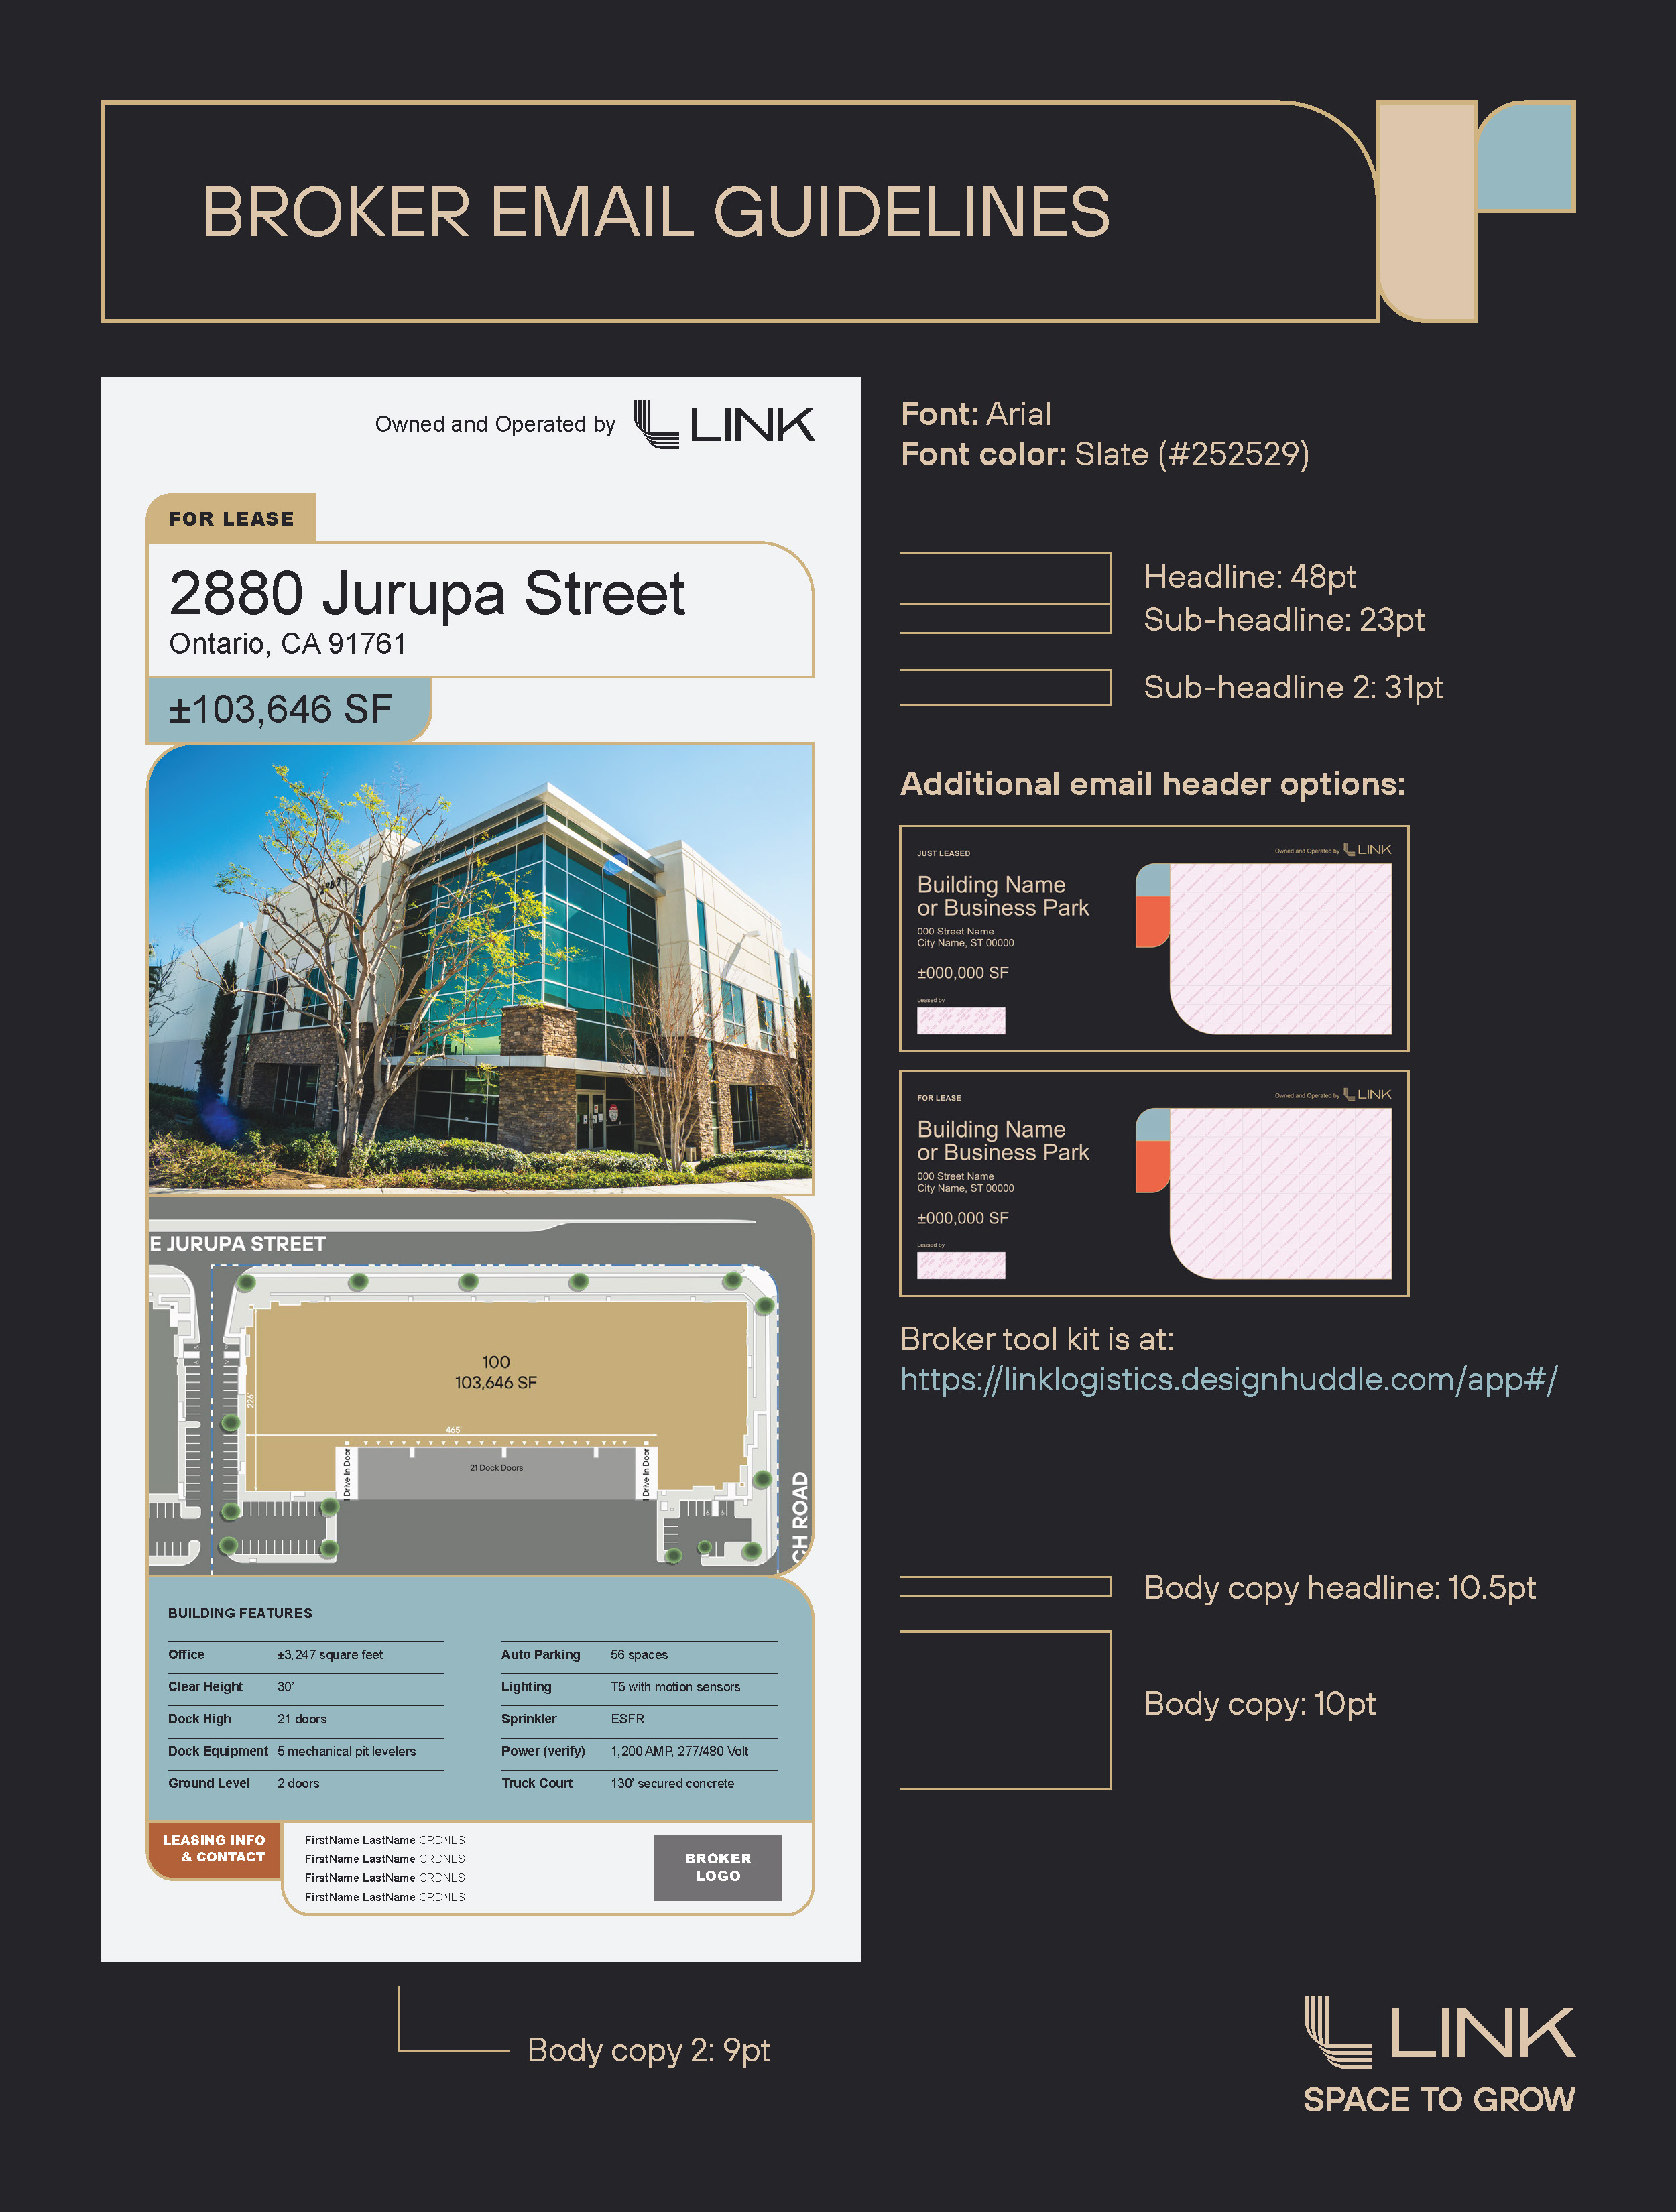 BROKER EMAIL GUIDELINES
Owned and Operated by LINK
FOR LEASE
2880 Jurupa Street
Ontario, CA 91761
±103,646 SF
E JURUPA STREET
100
103,646 SF
226'
465'
21 Dock Doors
Drive In Door
Drive In Door
CH ROAD
BUILDING FEATURES
Office ±3,247 square feet
Clear Height 30'
Dock High 21 doors
Dock Equipment 5 mechanical pit levelers
Ground Level 2 doors
Auto Parking 56 spaces
Lighting T5 with motion sensors
Sprinkler ESFR
Power (verify) 1,200 AMP, 277/480 Volt
Truck Court 130' secured concrete
LEASING INFO
& CONTACT
FirstName LastName CRDNLS
FirstName LastName CRDNLS
FirstName LastName CRDNLS
FirstName LastName CRDNLS
BROKER
LOGO
Body copy 2: 9pt
Font: Arial
Font color: Slate (#252529)
Headline: 48pt
Sub-headline: 23pt
Sub-headline 2: 31pt
Additional email header options:
JUST LEASED
Owned and Operated by LINK
Building Name
or Business Park
000 Street Name
City Name, ST 00000
±000,000 SF
Leased by
FOR LEASE
Owned and Operated by LINK
Building Name
or Business Park
000 Street Name
City Name, ST 00000
±000,000 SF
Leased by
Broker tool kit is at:
https://linklogistics.designhuddle.com/app#/
Body copy headline: 10.5pt
Body copy: 10pt
LINK
SPACE TO GROW